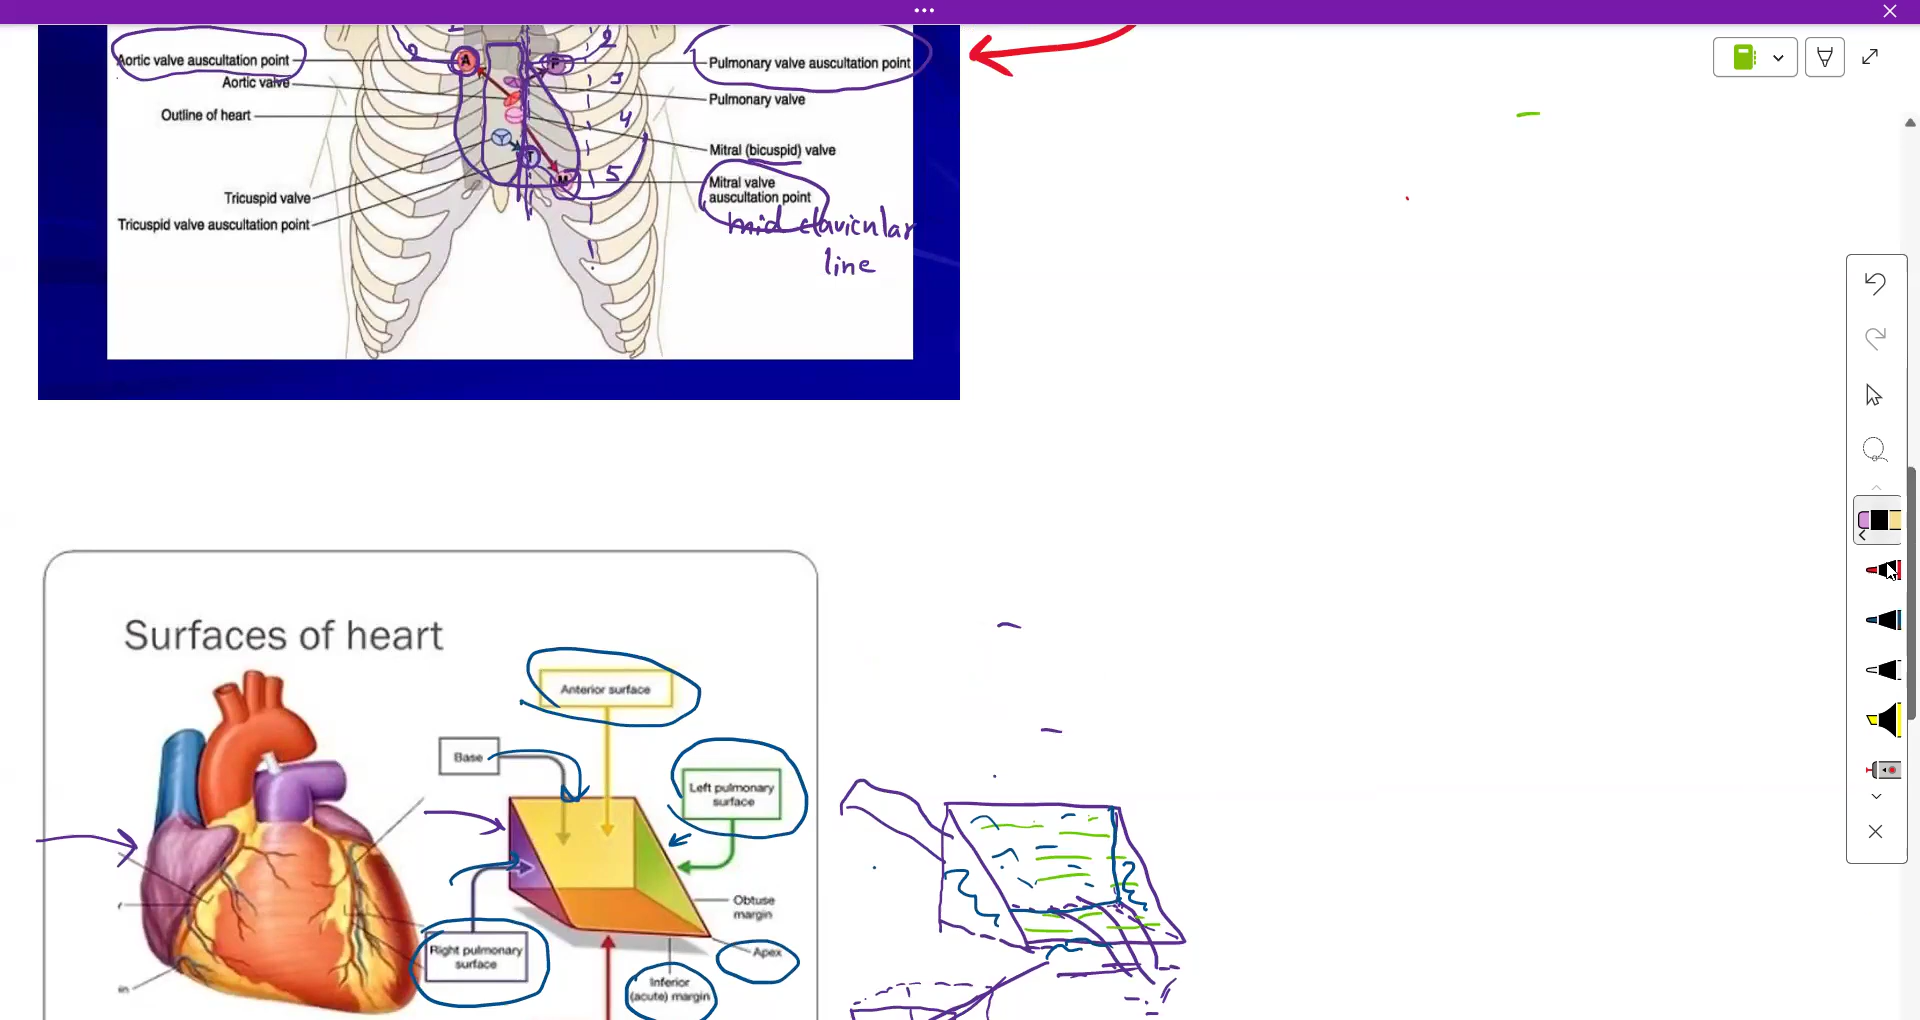 1
2
2
A
P
Aortic valve auscultation point
Pulmonary valve auscultation point
Aortic valve
3
Pulmonary valve
Outline of heart
4
Mitral (bicuspid) valve
T
5
M
Mitral valve
auscultation point
Tricuspid valve
Tricuspid valve auscultation point
mid clavicular
line
Surfaces of heart
Anterior surface
Base
Left pulmonary
surface
Obtuse
margin
Right pulmonary
surface
Apex
Inferior
(acute) margin